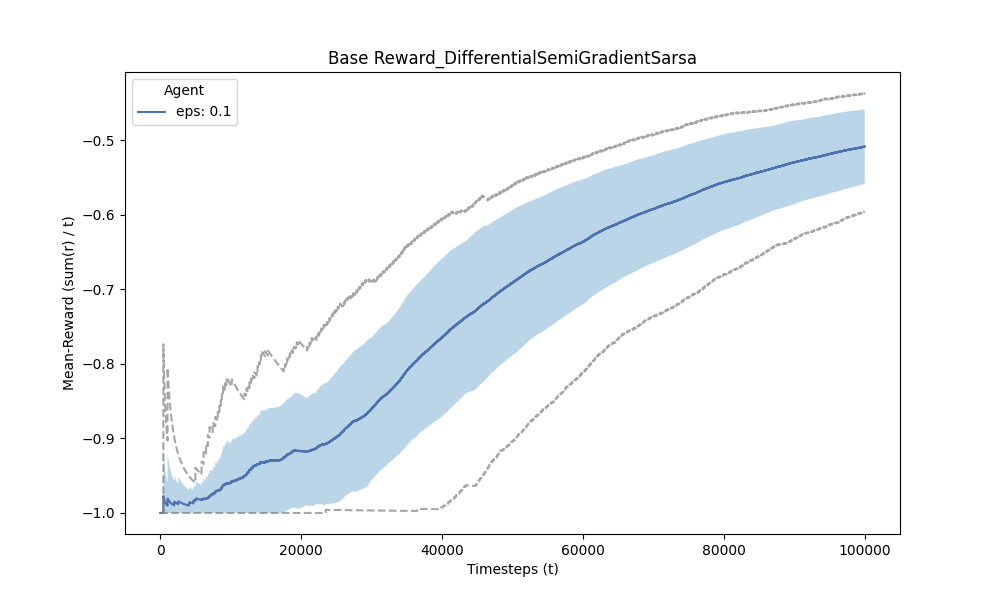 Base Reward_DifferentialSemiGradientSarsa
Agent
eps: 0.1
Mean-Reward (sum(r) / t)
−0.5
−0.6
−0.7
−0.8
−0.9
−1.0
0 20000 40000 60000 80000 100000
Timesteps (t)